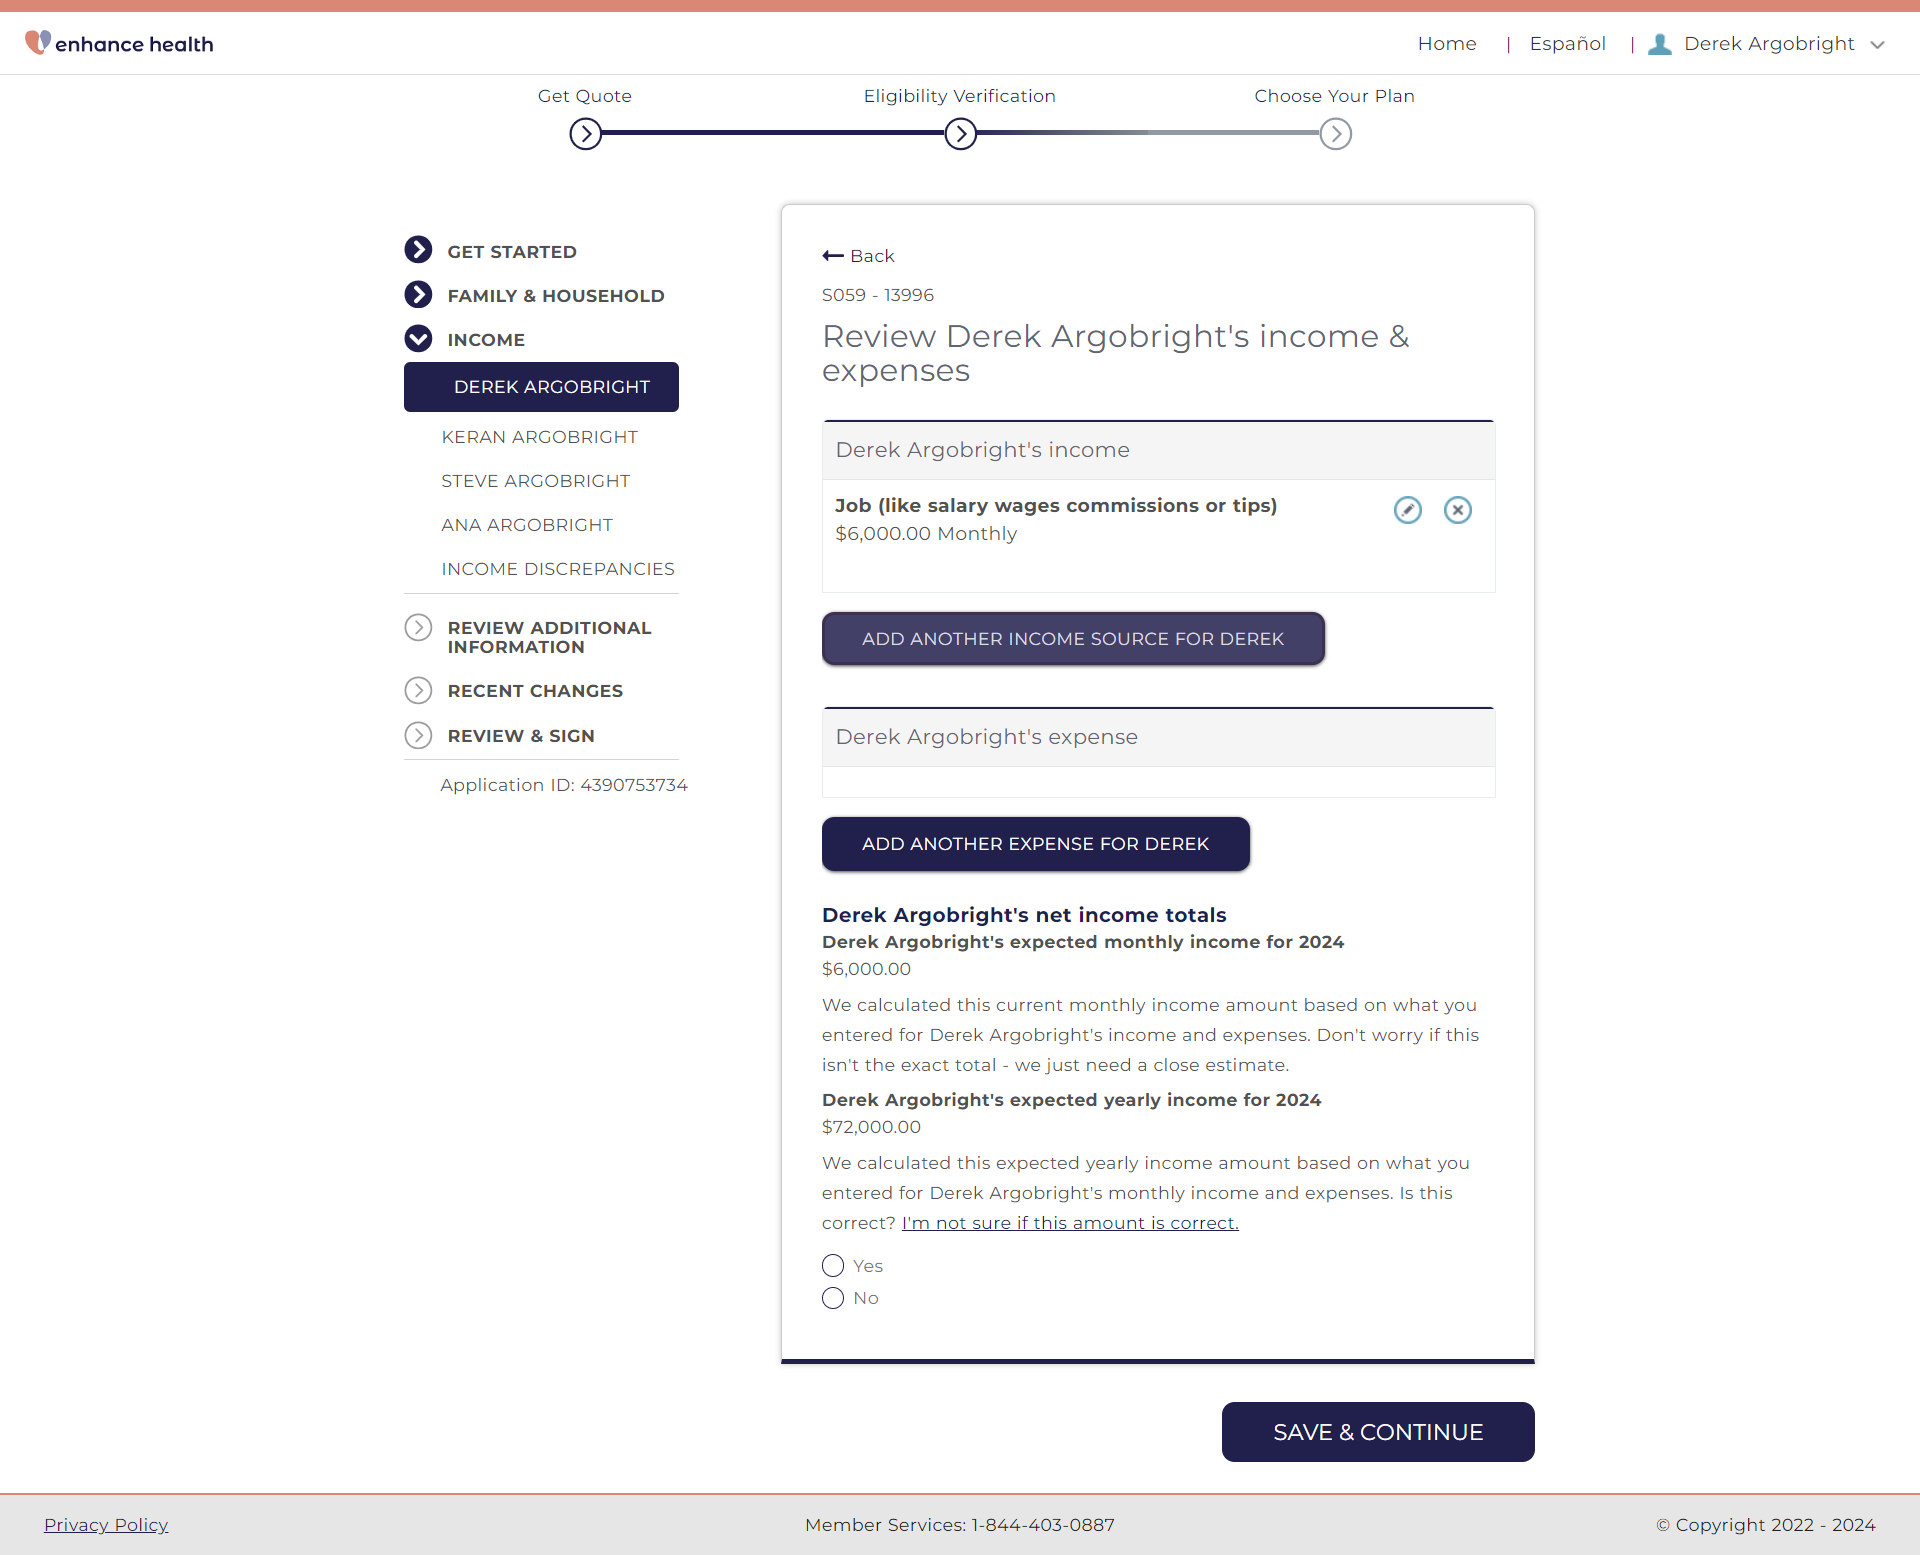 enhance health
Home | Español | Derek Argobright
Get Quote
Eligibility Verification
Choose Your Plan
GET STARTED
FAMILY & HOUSEHOLD
INCOME
DEREK ARGOBRIGHT
KERAN ARGOBRIGHT
STEVE ARGOBRIGHT
ANA ARGOBRIGHT
INCOME DISCREPANCIES
REVIEW ADDITIONAL
INFORMATION
RECENT CHANGES
REVIEW & SIGN
Application ID: 4390753734
Back
S059 - 13996
Review Derek Argobright's income &
expenses
Derek Argobright's income
Job (like salary wages commissions or tips)
$6,000.00 Monthly
ADD ANOTHER INCOME SOURCE FOR DEREK
Derek Argobright's expense
ADD ANOTHER EXPENSE FOR DEREK
Derek Argobright's net income totals
Derek Argobright's expected monthly income for 2024
$6,000.00
We calculated this current monthly income amount based on what you
entered for Derek Argobright's income and expenses. Don't worry if this
isn't the exact total - we just need a close estimate.
Derek Argobright's expected yearly income for 2024
$72,000.00
We calculated this expected yearly income amount based on what you
entered for Derek Argobright's monthly income and expenses. Is this
correct? I'm not sure if this amount is correct.
Yes
No
SAVE & CONTINUE
Privacy Policy
Member Services: 1-844-403-0887
© Copyright 2022 - 2024